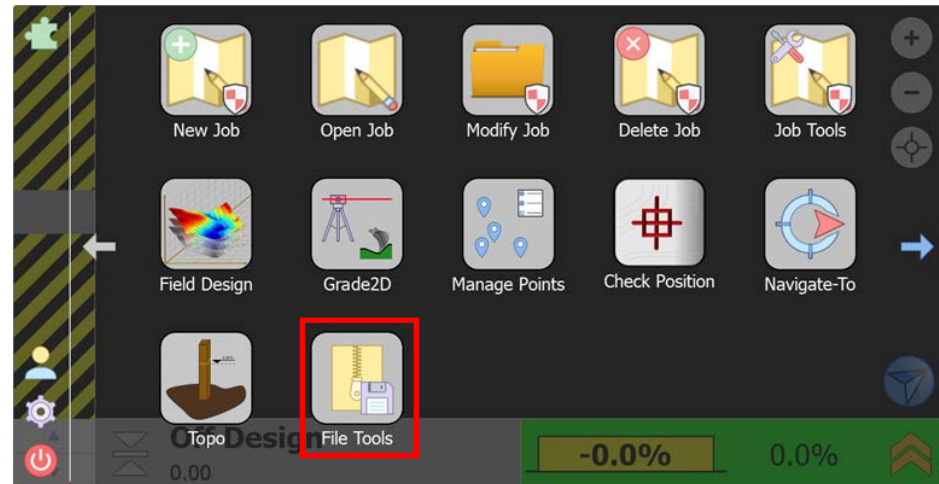 New Job
Open Job
Modify Job
Delete Job
Job Tools
Field Design
Grade2D
Manage Points
Check Position
Navigate-To
Topo
File Tools
Off Design
0.00
-0.0%
0.0%